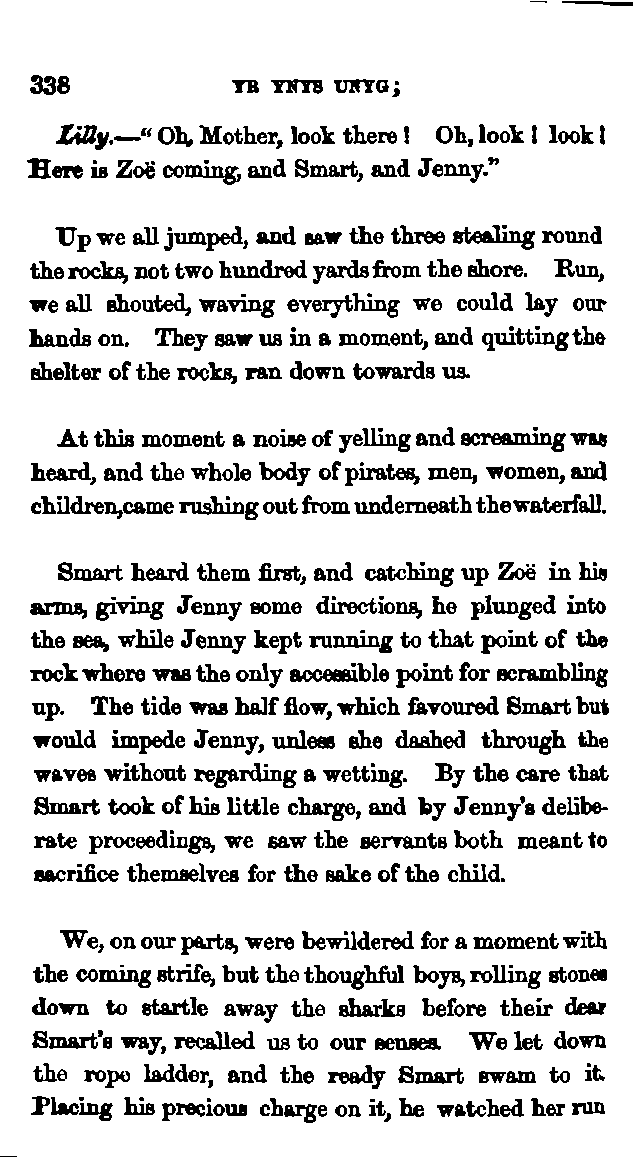 338 YR YNYS UNYG;
Lilly.—“Oh, Mother, look there! Oh, look! look!
Here is Zoë coming, and Smart, and Jenny.”
Up we all jumped, and saw the three stealing round
the rocks, not two hundred yards from the shore. Run,
we all shouted, waving everything we could lay our
hands on. They saw us in a moment, and quitting the
shelter of the rocks, ran down towards us.
At this moment a noise of yelling and screaming was
heard, and the whole body of pirates, men, women, and
children, came rushing out from underneath the waterfall.
Smart heard them first, and catching up Zoë in his
arms, giving Jenny some directions, he plunged into
the sea, while Jenny kept running to that point of the
rock where was the only accessible point for scrambling
up. The tide was half flow, which favoured Smart but
would impede Jenny, unless she dashed through the
waves without regarding a wetting. By the care that
Smart took of his little charge, and by Jenny's delibe-
rate proceedings, we saw the servants both meant to
sacrifice themselves for the sake of the child.
We, on our parts, were bewildered for a moment with
the coming strife, but the thoughtful boys, rolling stones
down to startle away the sharks before their dear
Smart's way, recalled us to our senses. We let down
the rope ladder, and the ready Smart swam to it.
Placing his precious charge on it, he watched her run